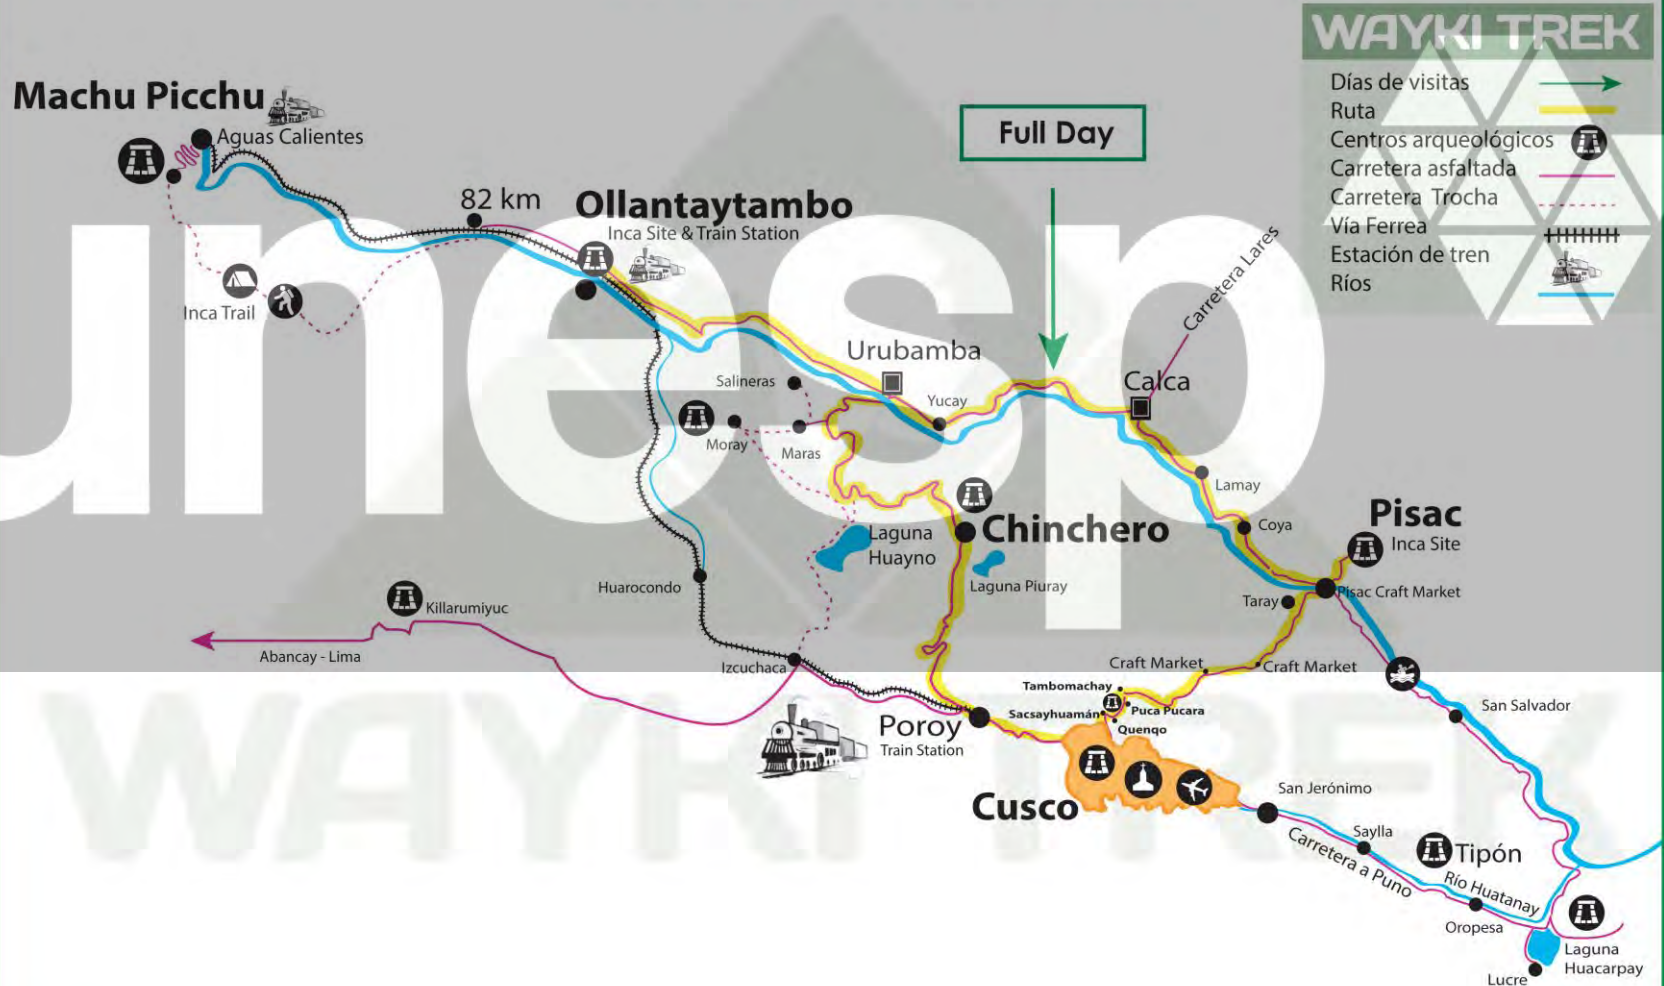 WAYKI TREK
Días de visitas
Ruta
Centros arqueológicos
Carretera asfaltada
Carretera Trocha
Vía Ferrea
Estación de tren
Ríos
Machu Picchu
Aguas Calientes
82 km
Ollantaytambo
Inca Site & Train Station
Full Day
Carretera Lares
Inca Trail
Urubamba
Calca
Salineras
Yucay
Moray
Maras
Lamay
Coya
Pisac
Inca Site
Chinchero
Laguna
Huayno
Laguna Piuray
Huarocondo
Taray
Pisac Craft Market
Killarumiyuc
Abancay - Lima
Izcuchaca
Craft Market
Craft Market
Tambomachay
Sacsayhuamán
Puca Pucara
Quenqo
Poroy
Train Station
San Salvador
Cusco
San Jerónimo
Saylla
Tipón
Carretera a Puno
Río Huatanay
Oropesa
Laguna
Huacarpay
Lucre
unesp
WAYKI TREK